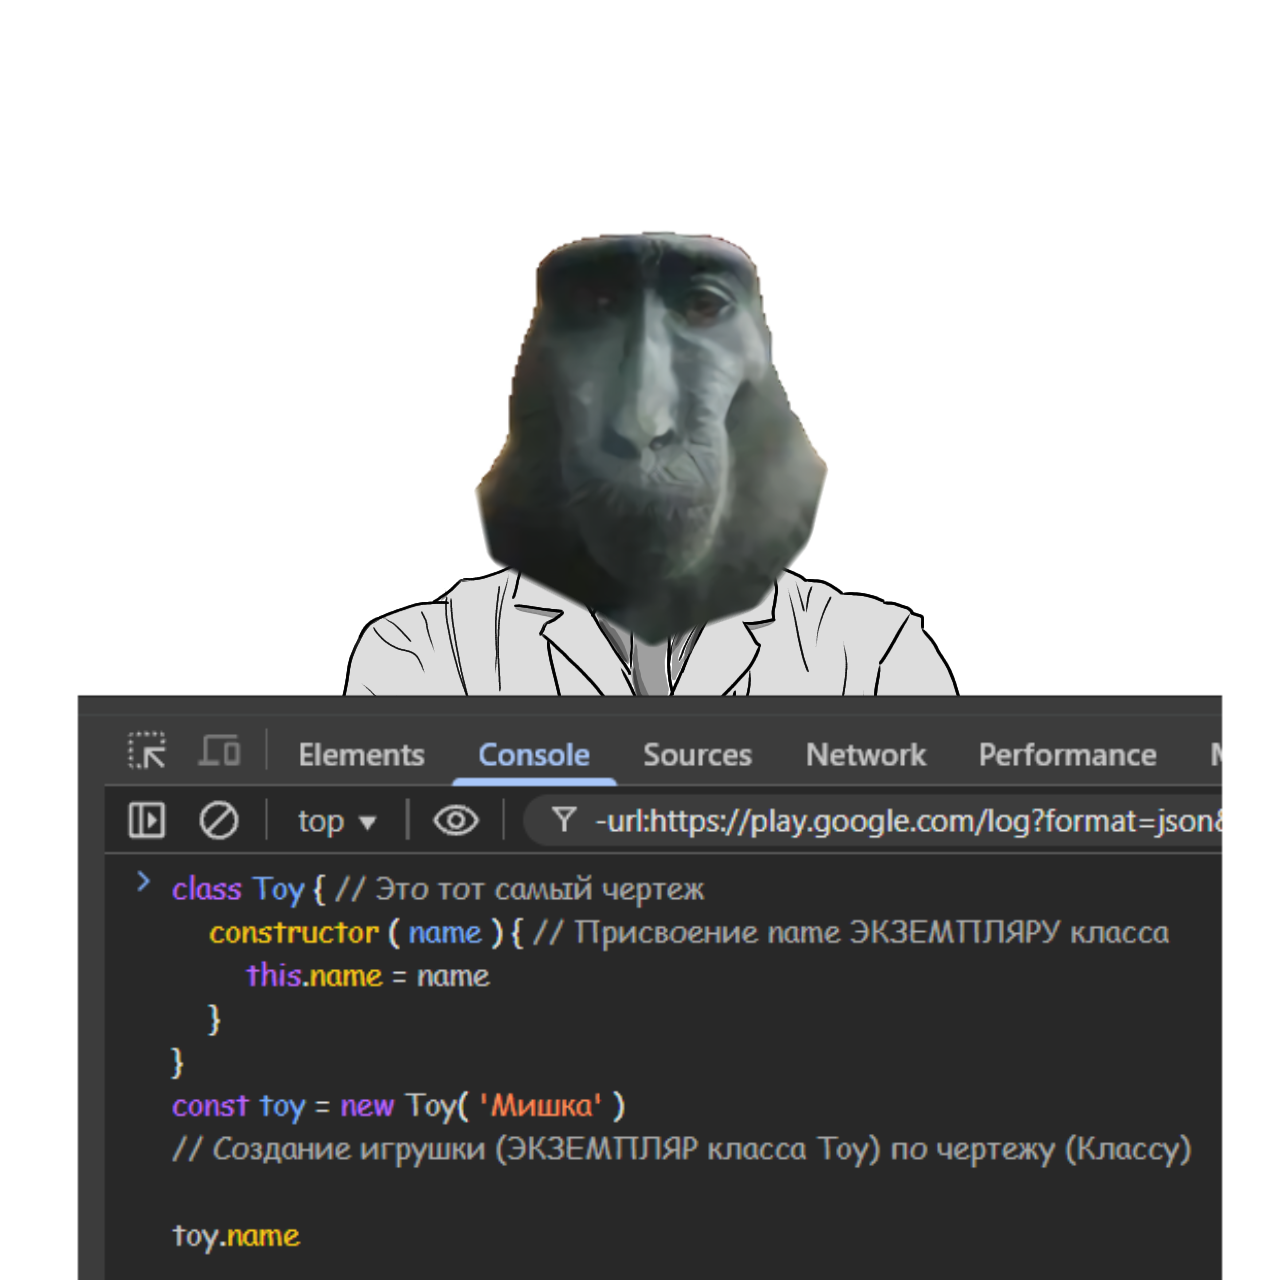 Elements Console Sources Network Performance
top ▼ -url:https://play.google.com/log?format=json&
class Toy { // Это тот самый чертеж
constructor ( name ) { // Присвоение name ЭКЗЕМПЛЯРУ класса
this.name = name
}
}
const toy = new Toy( 'Мишка' )
// Создание игрушки (ЭКЗЕМПЛЯР класса Toy) по чертежу (Классу)
toy.name